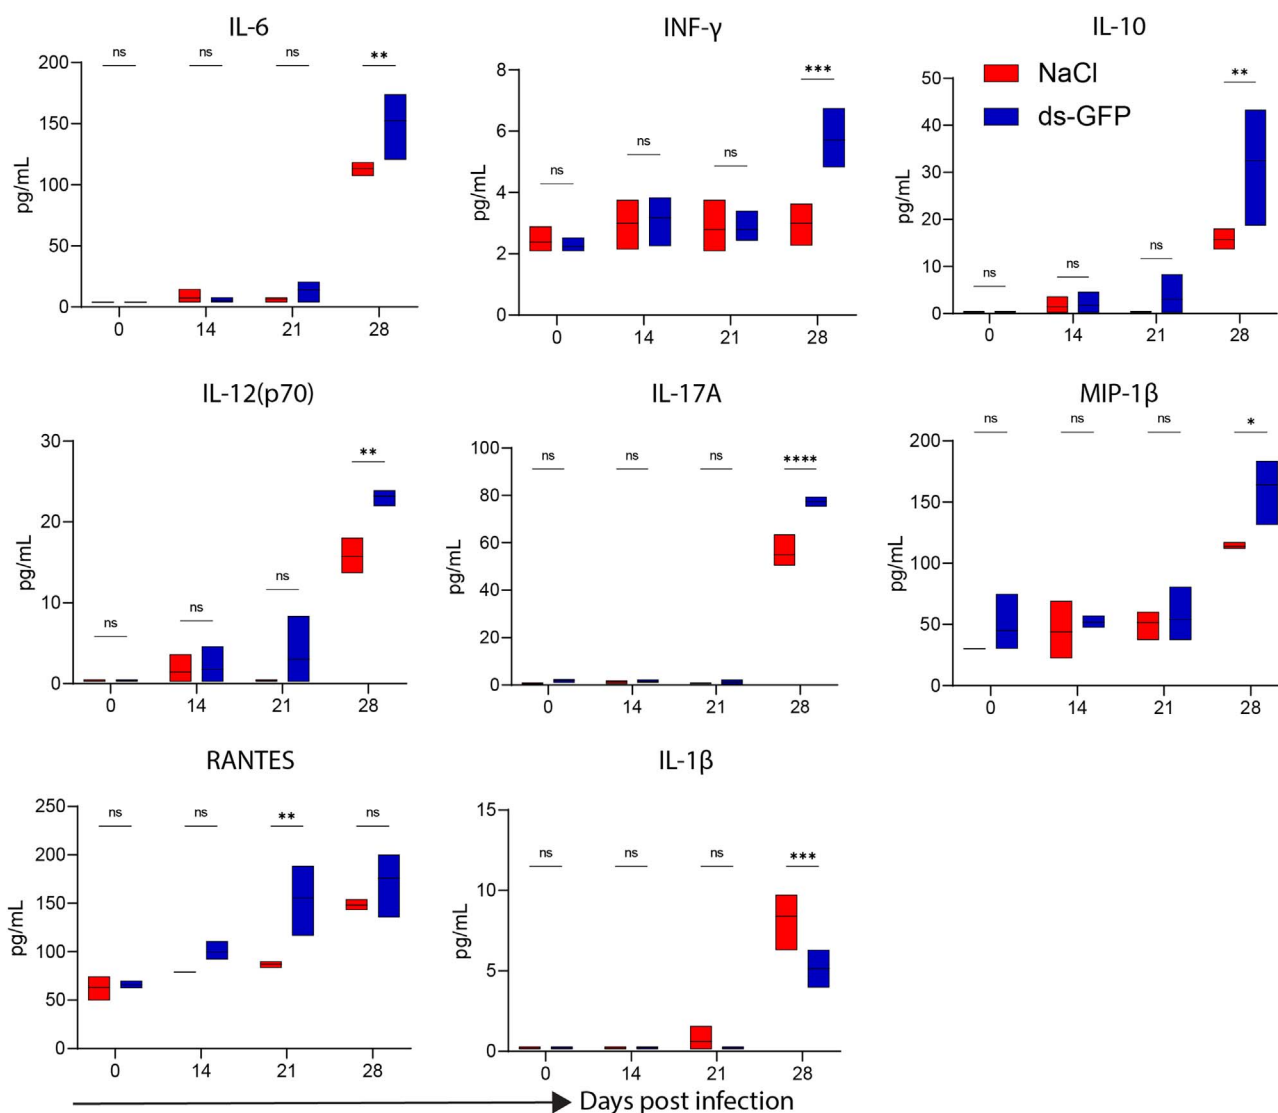 IL-6
ns ns ns **
200
150
100
50
0
pg/mL
0 14 21 28
INF-γ
ns ns ns ***
8
6
4
2
0
pg/mL
0 14 21 28
IL-10
NaCl
ds-GFP
ns ns ns **
50
40
30
20
10
0
pg/mL
0 14 21 28
IL-12(p70)
ns ns ns **
30
20
10
0
pg/mL
0 14 21 28
IL-17A
ns ns ns ****
100
80
60
40
20
0
pg/mL
0 14 21 28
MIP-1β
ns ns ns *
200
150
100
50
0
pg/mL
0 14 21 28
RANTES
ns ns ** ns
250
200
150
100
50
0
pg/mL
0 14 21 28
IL-1β
ns ns ns ***
15
10
5
0
pg/mL
0 14 21 28
Days post infection